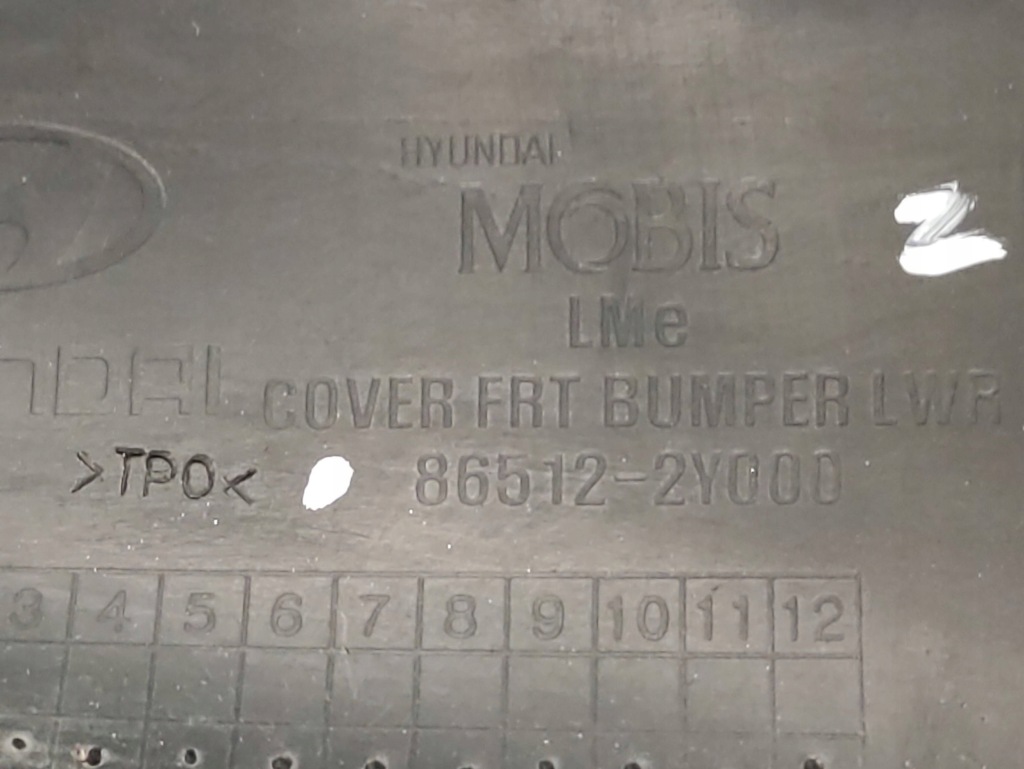 HYUNDAI
MOBIS
LMe
COVER FRT BUMPER LWR
>TPO<
86512-2Y000
3 4 5 6 7 8 9 10 11 12
Z